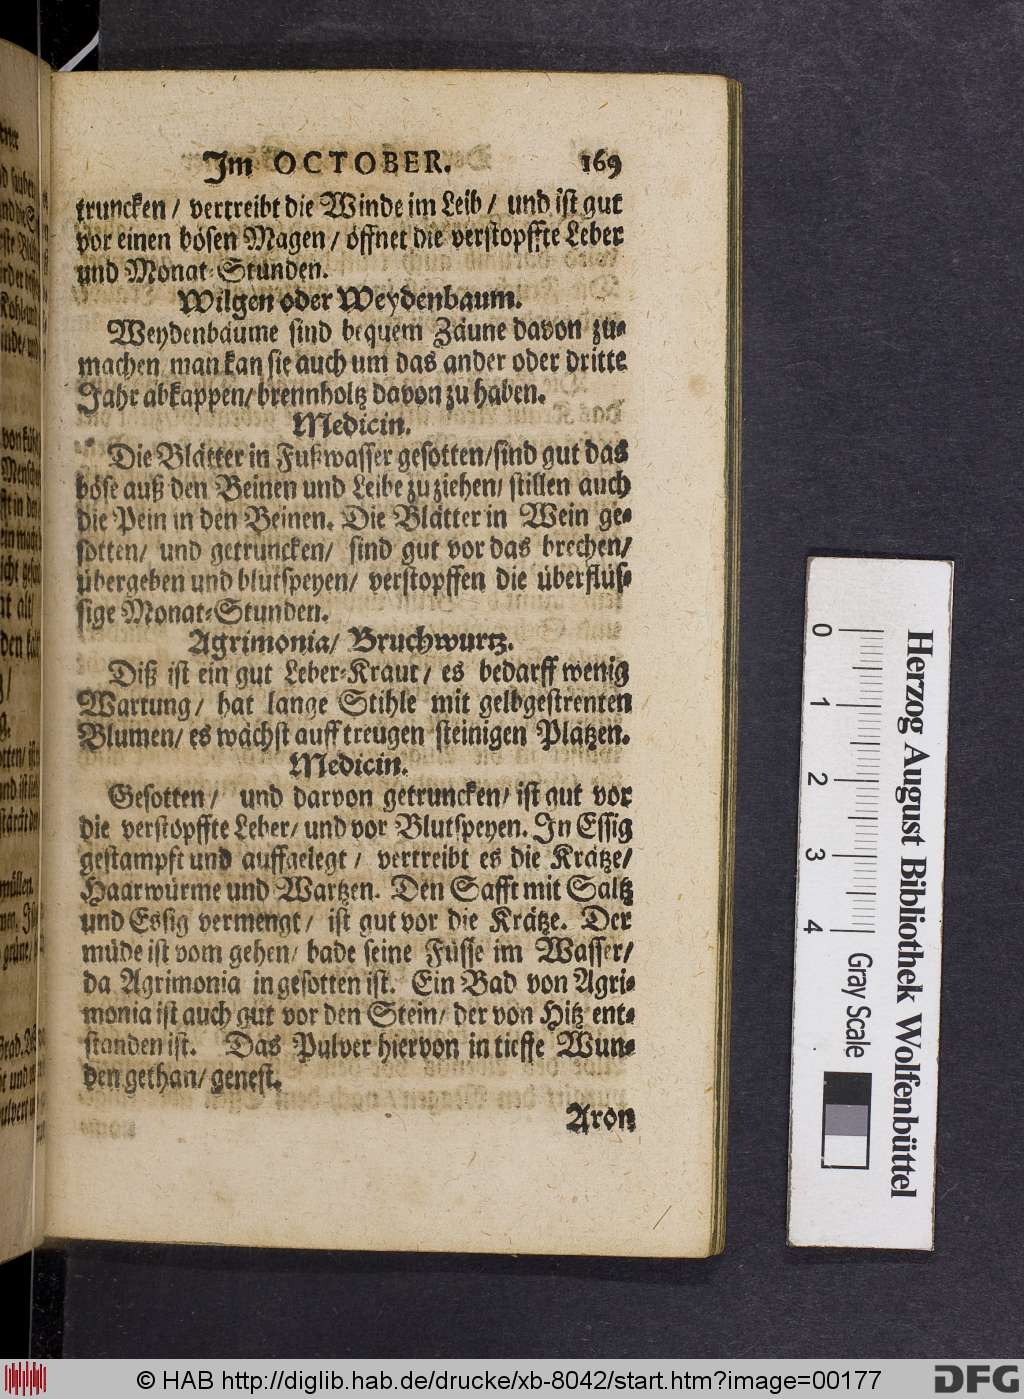 Im OCTOBER. 169
truncken/ vertreibt die Winde im Leib/ und ist gut
vor einen bösen Magen/ öffnet die verstopffte Leber
und Monat-Stunden.
Wilgen oder Weydenbaum.
Weydenbäume sind bequem Zäune davon zu-
machen man kan sie auch um das ander oder dritte
Jahr abkappen/ brennholtz davon zu haben.
Medicin.
Die Blätter in Fußwasser gesotten/ sind gut das
böse auß den Beinen und Leibe zu ziehen/ stillen auch
die Pein in den Beinen. Die Blätter in Wein ge-
sotten/ und getruncken/ sind gut vor das brechen/
übergeben und blutspeyen/ verstopffen die überflüs-
sige Monat-Stunden.
Agrimonia/ Bruchwurtz.
Diß ist ein gut Leber-Kraut/ es bedarff wenig
Wartung/ hat lange Stihle mit gelbgestrenten
Blumen/ es wächst auff treugen steinigen Plätzen.
Medicin.
Gesotten/ und darvon getruncken/ ist gut vor
die verstopffte Leber/ und vor Blutspeyen. In Essig
gestampft und auffgelegt/ vertreibt es die Krätze/
Haarwürme und Wartzen. Den Safft mit Saltz
und Essig vermengt/ ist gut vor die Krätze. Der
müde ist vom gehen/ bade seine Füsse im Wasser/
da Agrimonia in gesotten ist. Ein Bad von Agri-
monia ist auch gut vor den Stein/ der von Hitz ent-
standen ist. Das Pulver hiervon in tieffe Wun-
den gethan/ genest.
Aron
0 1 2 3 4
Gray Scale
Herzog August Bibliothek Wolfenbüttel
© HAB http://diglib.hab.de/drucke/xb-8042/start.htm?image=00177
DFG